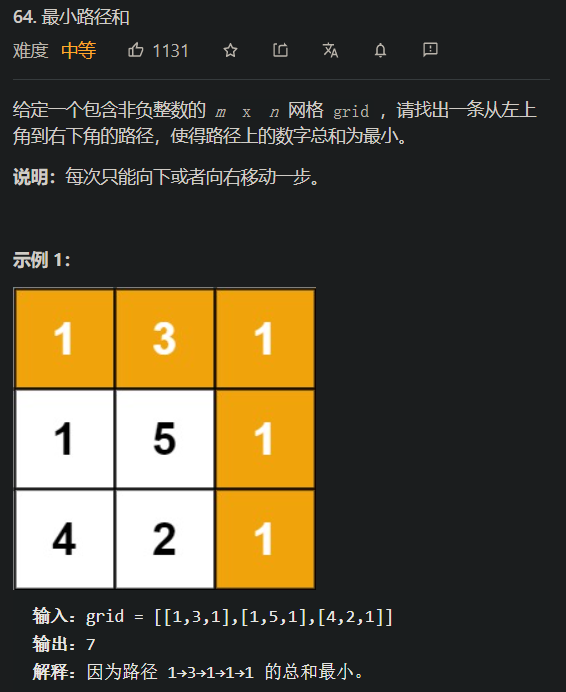 64. 最小路径和
难度 中等 1131
给定一个包含非负整数的 m x n 网格 grid ，请找出一条从左上
角到右下角的路径，使得路径上的数字总和为最小。
说明：每次只能向下或者向右移动一步。
示例 1：
1 3 1
1 5 1
4 2 1
输入：grid = [[1,3,1],[1,5,1],[4,2,1]]
输出：7
解释：因为路径 1→3→1→1→1 的总和最小。